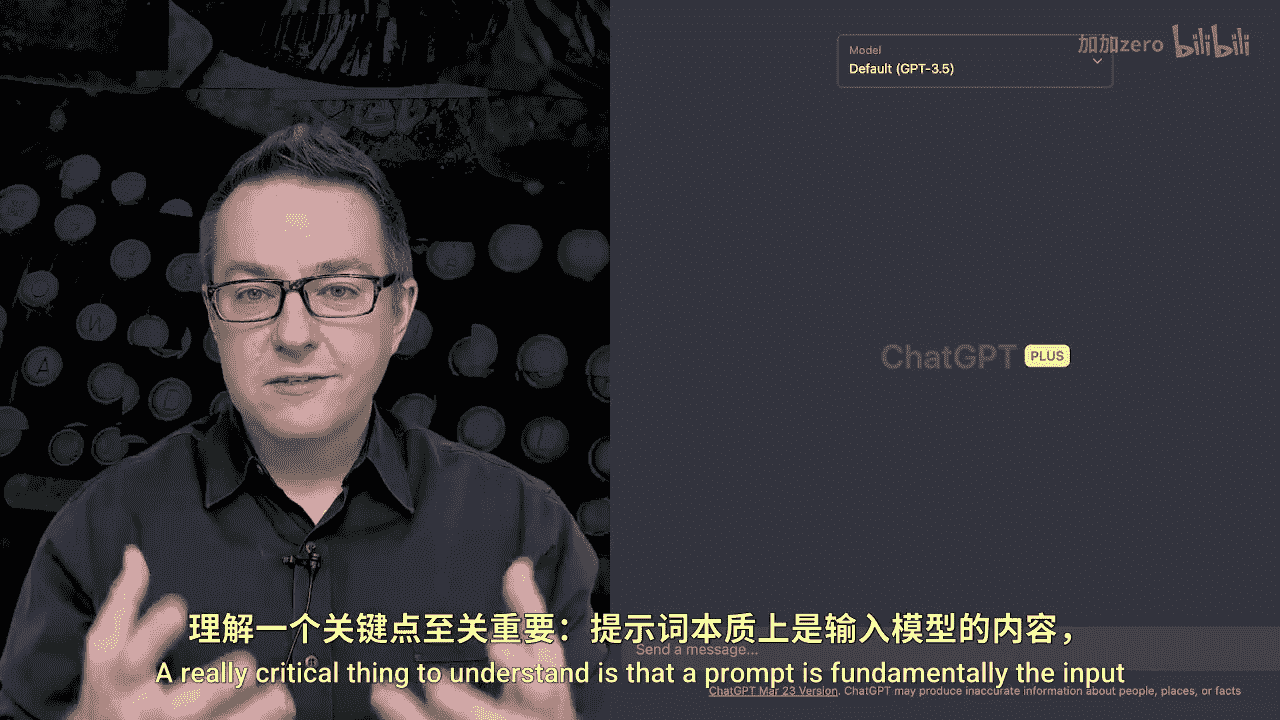 加加zero bilibili
Model
Default (GPT-3.5)
ChatGPT PLUS
理解一个关键点至关重要：提示词本质上是输入模型的内容，
Send a message...
A really critical thing to understand is that a prompt is fundamentally the input
ChatGPT Mar 23 Version. ChatGPT may produce inaccurate information about people, places, or facts